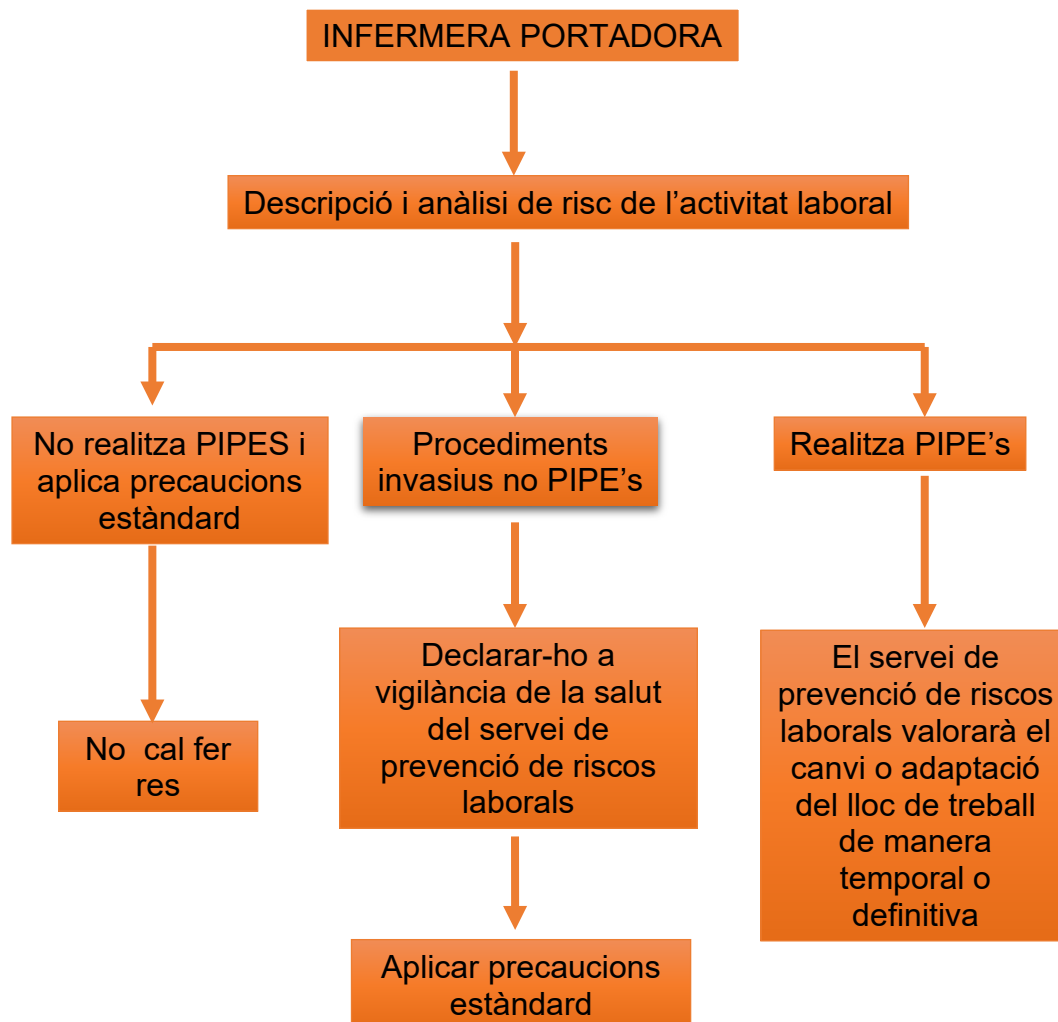 INFERMERA PORTADORA
Descripció i anàlisi de risc de l’activitat laboral
No realitza PIPES i
aplica precaucions
estàndard
Procediments
invasius no PIPE’s
Realitza PIPE’s
No cal fer
res
Declarar-ho a
vigilància de la salut
del servei de
prevenció de riscos
laborals
El servei de
prevenció de riscos
laborals valorarà el
canvi o adaptació
del lloc de treball
de manera
temporal o
definitiva
Aplicar precaucions
estàndard